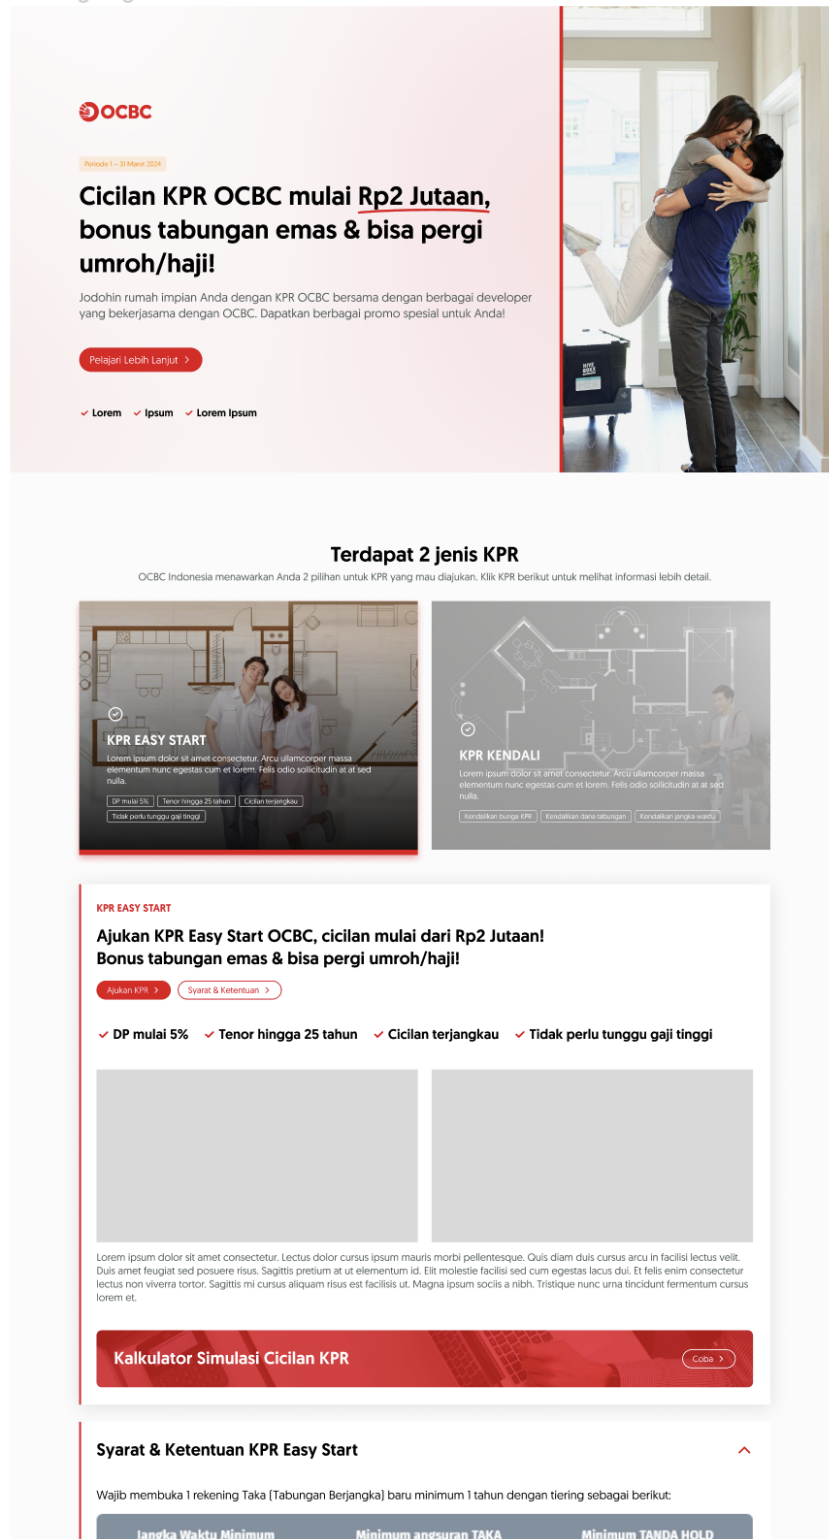 OCBC
Periode 1 – 31 Maret 2024
Cicilan KPR OCBC mulai Rp2 Jutaan,
bonus tabungan emas & bisa pergi
umroh/haji!
Jodohin rumah impian Anda dengan KPR OCBC bersama dengan berbagai developer
yang bekerjasama dengan OCBC. Dapatkan berbagai promo spesial untuk Anda!
Pelajari Lebih Lanjut
Lorem Ipsum Lorem Ipsum
Terdapat 2 jenis KPR
OCBC Indonesia menawarkan Anda 2 pilihan untuk KPR yang mau diajukan. Klik KPR berikut untuk melihat informasi lebih detail.
KPR EASY START
Lorem ipsum dolor sit amet consectetur. Arcu ullamcorper massa
elementum nunc egestas cum et lorem. Felis odio sollicitudin at at sed
nulla.
DP mulai 5% Tenor hingga 25 tahun Cicilan terjangkau
Tidak perlu tunggu gaji tinggi
KPR KENDALI
Lorem ipsum dolor sit amet consectetur. Arcu ullamcorper massa
elementum nunc egestas cum et lorem. Felis odio sollicitudin at at sed
nulla.
Kendalikan bunga KPR Kendalikan dana tabungan Kendalikan jangka waktu
KPR EASY START
Ajukan KPR Easy Start OCBC, cicilan mulai dari Rp2 Jutaan!
Bonus tabungan emas & bisa pergi umroh/haji!
Ajukan KPR Syarat & Ketentuan
DP mulai 5% Tenor hingga 25 tahun Cicilan terjangkau Tidak perlu tunggu gaji tinggi
Lorem ipsum dolor sit amet consectetur. Lectus dolor cursus ipsum mauris morbi pellentesque. Quis diam duis cursus arcu in facilisi lectus velit.
Duis amet feugiat sed posuere risus. Sagittis pretium at ut elementum id. Elit molestie facilisi sed cum egestas lacus dui. Et felis enim consectetur
lectus non viverra tortor. Sagittis mi cursus aliquam risus est facilisis ut. Magna ipsum sociis a nibh. Tristique nunc urna tincidunt fermentum cursus
lorem et.
Kalkulator Simulasi Cicilan KPR
Coba
Syarat & Ketentuan KPR Easy Start
Wajib membuka 1 rekening Taka (Tabungan Berjangka) baru minimum 1 tahun dengan tiering sebagai berikut:
Jangka Waktu Minimum Minimum angsuran TAKA Minimum TANDA HOLD